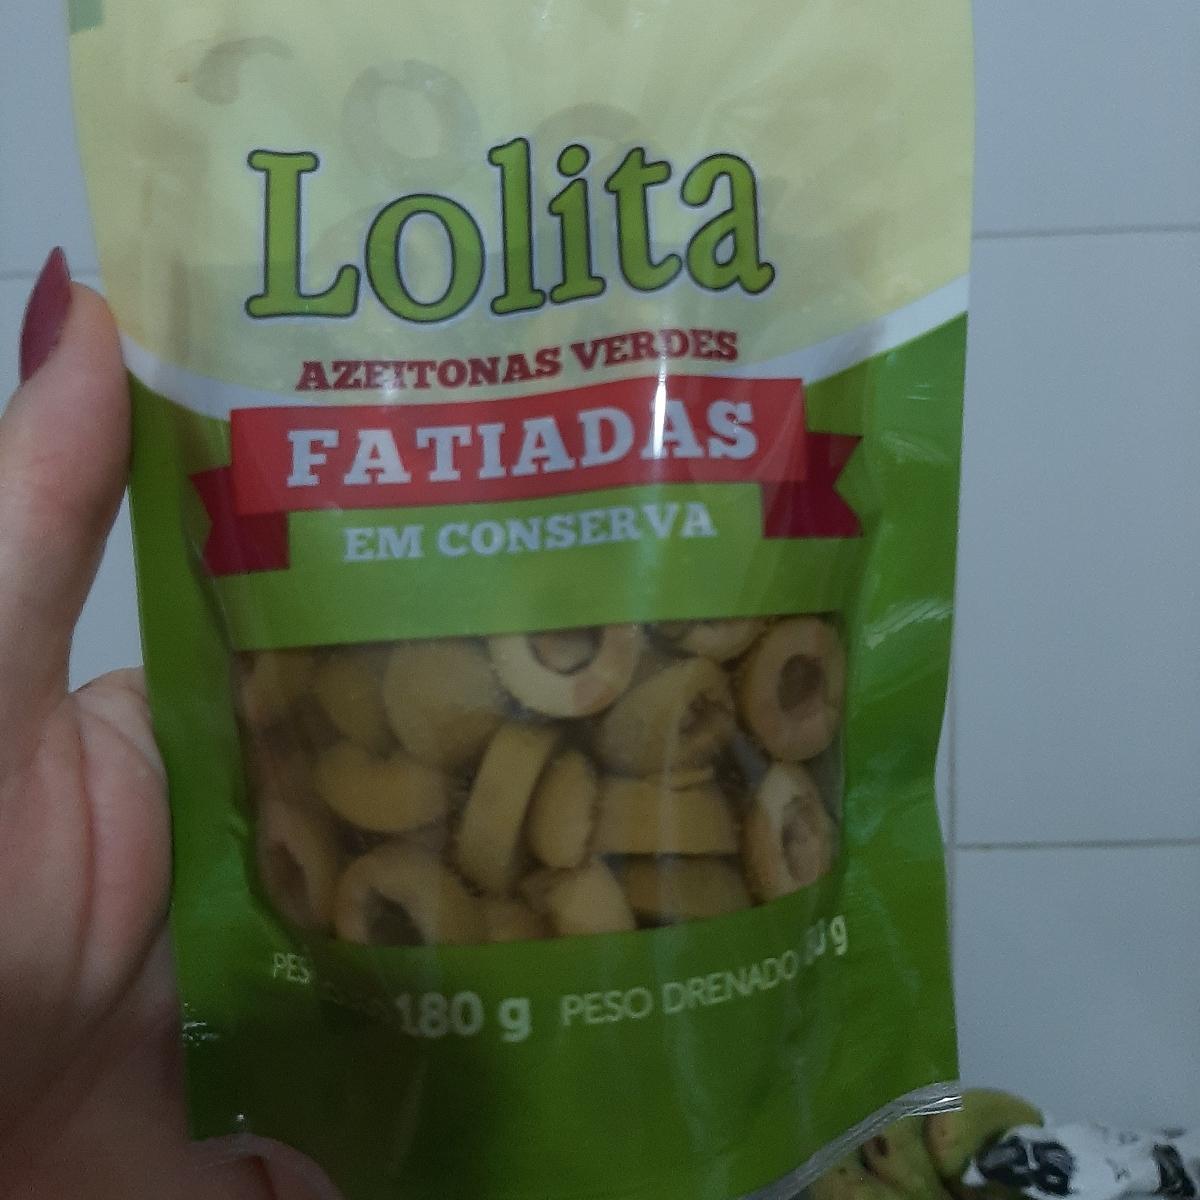 Lolita
AZEITONAS VERDES
FATIADAS
EM CONSERVA
180 g PESO DRENADO g